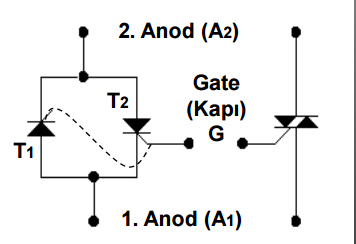 2. Anod (A2)
Gate
(Kapı)
G
T2
T1
1. Anod (A1)